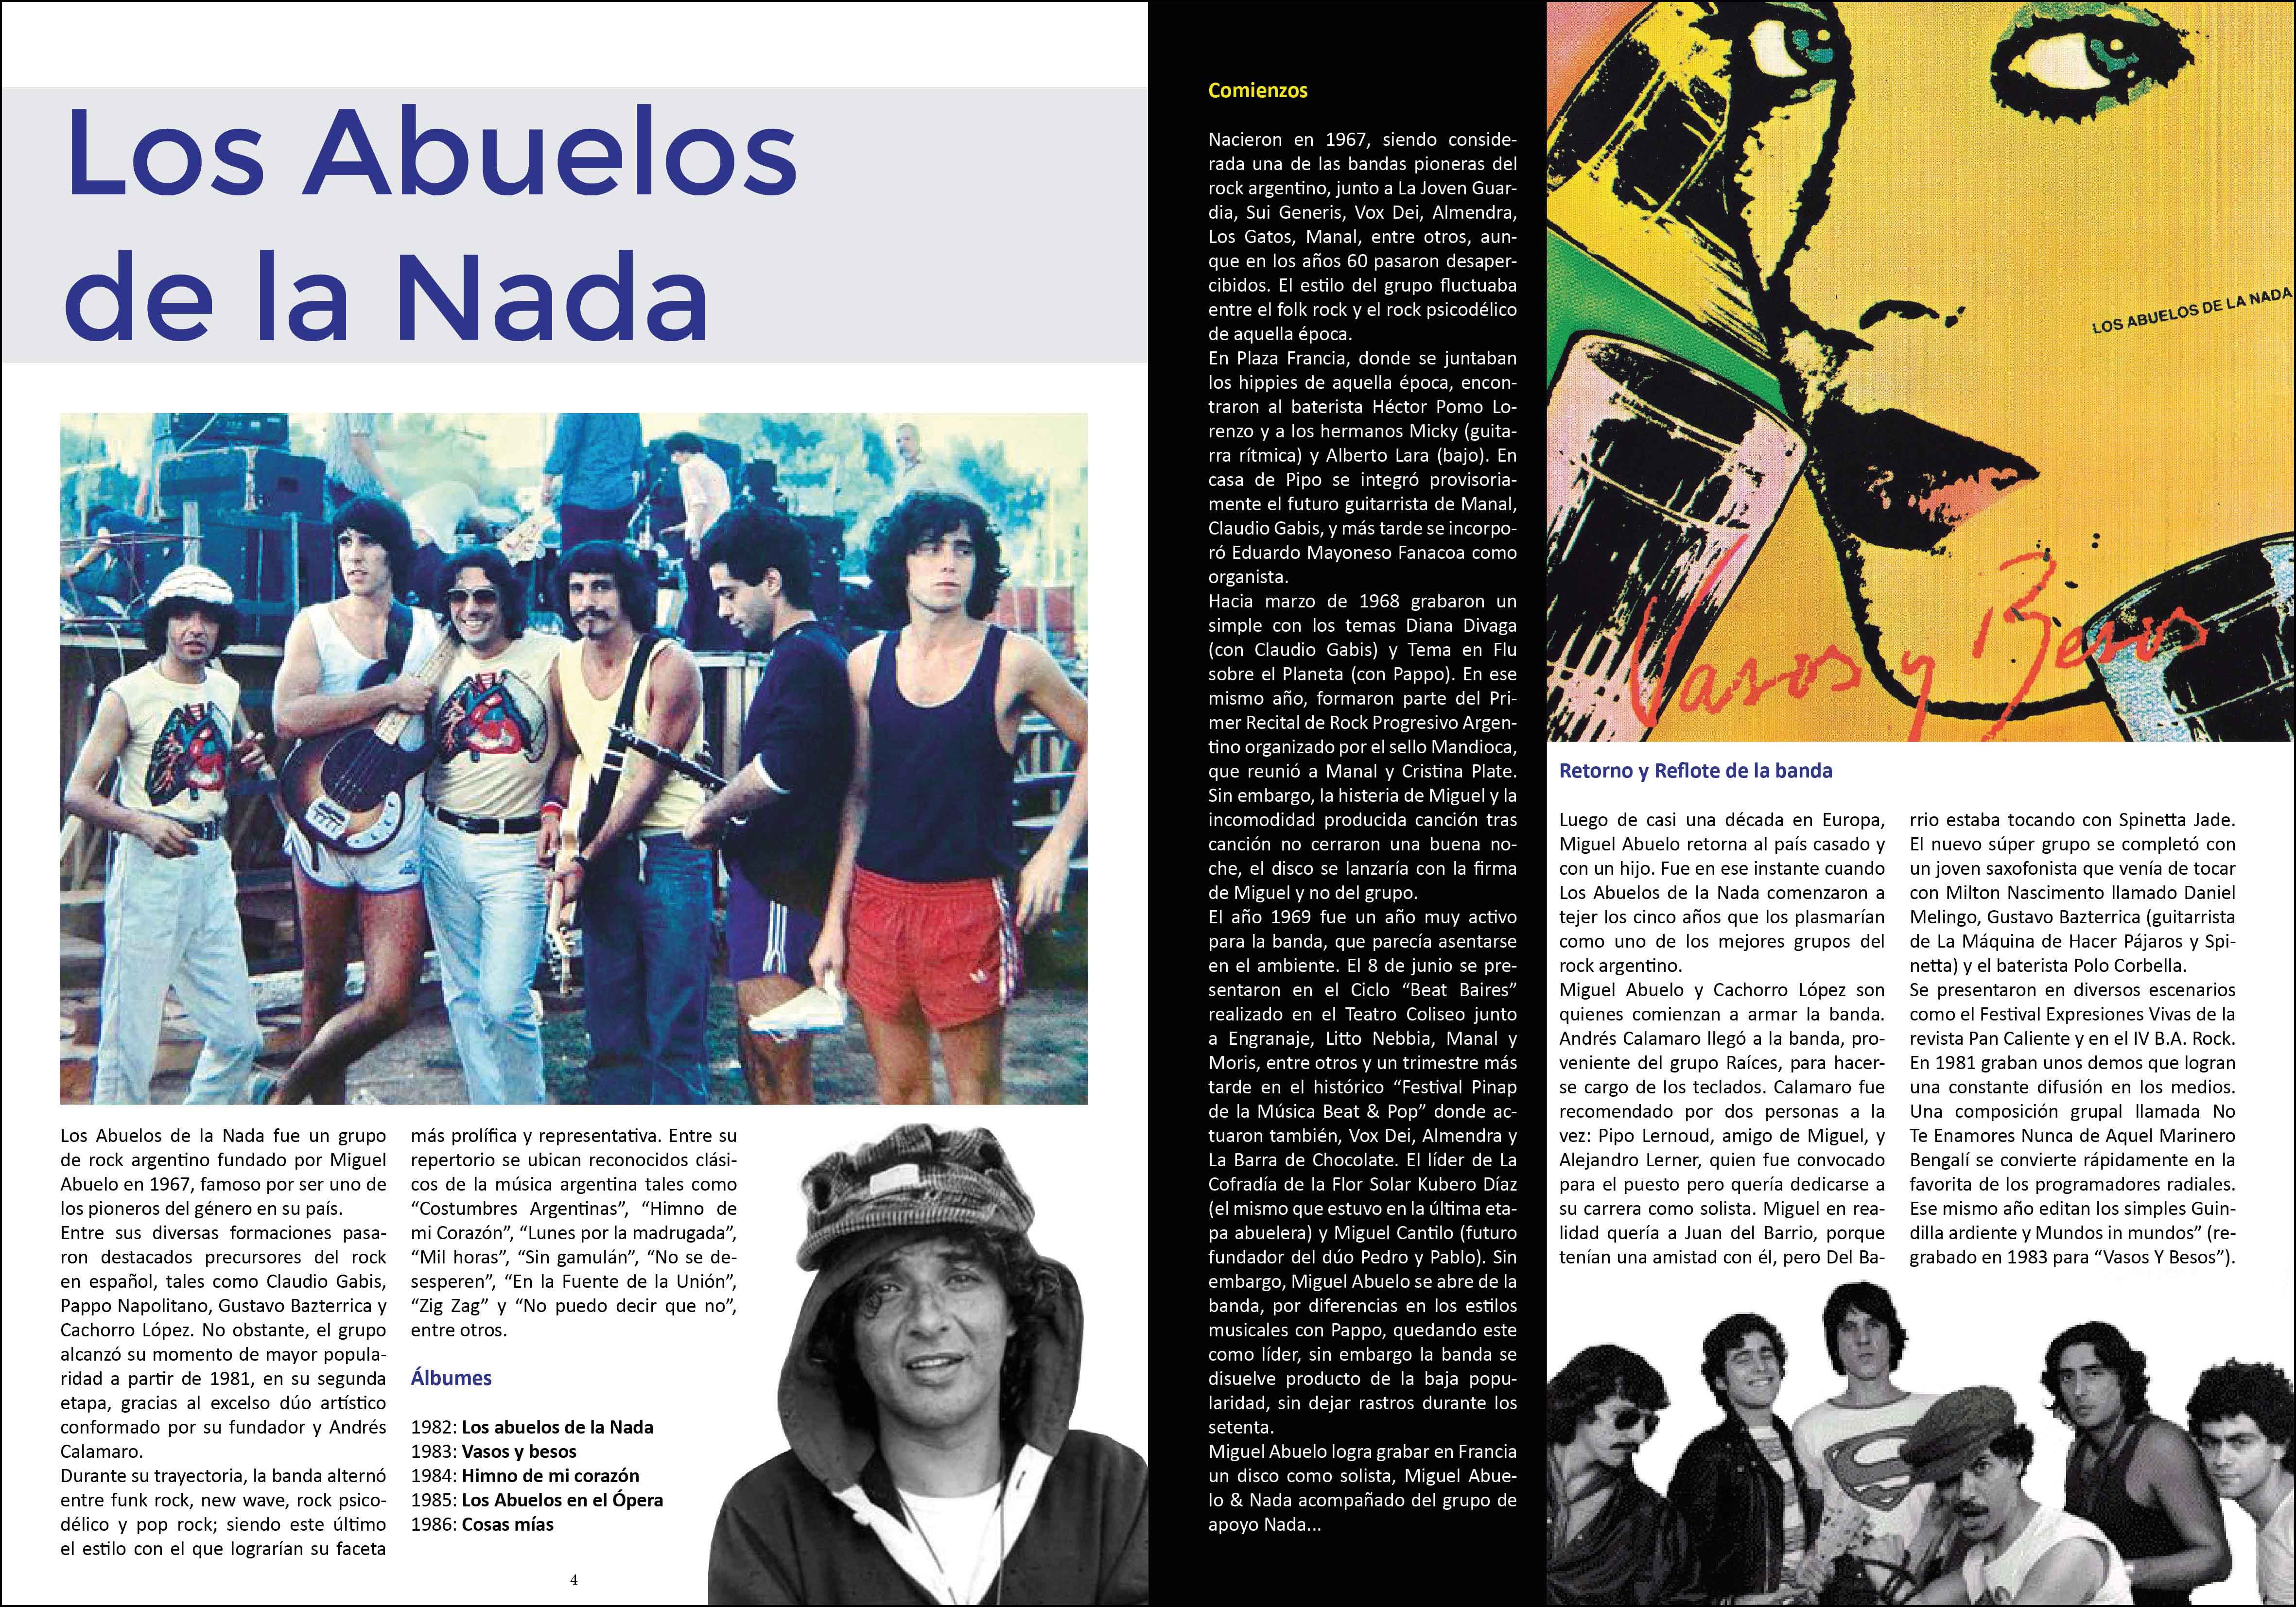 Los Abuelos
de la Nada
Los Abuelos de la Nada fue un grupo
de rock argentino fundado por Miguel
Abuelo en 1967, famoso por ser uno de
los pioneros del género en su país.
Entre sus diversas formaciones pasa-
ron destacados precursores del rock
en español, tales como Claudio Gabis,
Pappo Napolitano, Gustavo Bazterrica y
Cachorro López. No obstante, el grupo
alcanzó su momento de mayor popula-
ridad a partir de 1981, en su segunda
etapa, gracias al excelso dúo artístico
conformado por su fundador y Andrés
Calamaro.
Durante su trayectoria, la banda alternó
entre funk rock, new wave, rock psico-
délico y pop rock; siendo este último
el estilo con el que lograrían su faceta
más prolífica y representativa. Entre su
repertorio se ubican reconocidos clási-
cos de la música argentina tales como
“Costumbres Argentinas”, “Himno de
mi Corazón”, “Lunes por la madrugada”,
“Mil horas”, “Sin gamulán”, “No se de-
sesperen”, “En la Fuente de la Unión”,
“Zig Zag” y “No puedo decir que no”,
entre otros.
Álbumes
1982: Los abuelos de la Nada
1983: Vasos y besos
1984: Himno de mi corazón
1985: Los Abuelos en el Ópera
1986: Cosas mías
4
Comienzos
Nacieron en 1967, siendo conside-
rada una de las bandas pioneras del
rock argentino, junto a La Joven Guar-
dia, Sui Generis, Vox Dei, Almendra,
Los Gatos, Manal, entre otros, aun-
que en los años 60 pasaron desaper-
cibidos. El estilo del grupo fluctuaba
entre el folk rock y el rock psicodélico
de aquella época.
En Plaza Francia, donde se juntaban
los hippies de aquella época, encon-
traron al baterista Héctor Pomo Lo-
renzo y a los hermanos Micky (guita-
rra rítmica) y Alberto Lara (bajo). En
casa de Pipo se integró provisoria-
mente el futuro guitarrista de Manal,
Claudio Gabis, y más tarde se incorpo-
ró Eduardo Mayoneso Fanacoa como
organista.
Hacia marzo de 1968 grabaron un
simple con los temas Diana Divaga
(con Claudio Gabis) y Tema en Flu
sobre el Planeta (con Pappo). En ese
mismo año, formaron parte del Pri-
mer Recital de Rock Progresivo Argen-
tino organizado por el sello Mandioca,
que reunió a Manal y Cristina Plate.
Sin embargo, la histeria de Miguel y la
incomodidad producida canción tras
canción no cerraron una buena no-
che, el disco se lanzaría con la firma
de Miguel y no del grupo.
El año 1969 fue un año muy activo
para la banda, que parecía asentarse
en el ambiente. El 8 de junio se pre-
sentaron en el Ciclo “Beat Baires”
realizado en el Teatro Coliseo junto
a Engranaje, Litto Nebbia, Manal y
Moris, entre otros y un trimestre más
tarde en el histórico “Festival Pinap
de la Música Beat & Pop” donde ac-
tuaron también, Vox Dei, Almendra y
La Barra de Chocolate. El líder de La
Cofradía de la Flor Solar Kubero Díaz
(el mismo que estuvo en la última eta-
pa abuelera) y Miguel Cantilo (futuro
fundador del dúo Pedro y Pablo). Sin
embargo, Miguel Abuelo se abre de la
banda, por diferencias en los estilos
musicales con Pappo, quedando este
como líder, sin embargo la banda se
disuelve producto de la baja popu-
laridad, sin dejar rastros durante los
setenta.
Miguel Abuelo logra grabar en Francia
un disco como solista, Miguel Abue-
lo & Nada acompañado del grupo de
apoyo Nada...
LOS ABUELOS DE LA NADA
Vasos y Besos
Retorno y Reflote de la banda
Luego de casi una década en Europa,
Miguel Abuelo retorna al país casado y
con un hijo. Fue en ese instante cuando
Los Abuelos de la Nada comenzaron a
tejer los cinco años que los plasmarían
como uno de los mejores grupos del
rock argentino.
Miguel Abuelo y Cachorro López son
quienes comienzan a armar la banda.
Andrés Calamaro llegó a la banda, pro-
veniente del grupo Raíces, para hacer-
se cargo de los teclados. Calamaro fue
recomendado por dos personas a la
vez: Pipo Lernoud, amigo de Miguel, y
Alejandro Lerner, quien fue convocado
para el puesto pero quería dedicarse a
su carrera como solista. Miguel en rea-
lidad quería a Juan del Barrio, porque
tenían una amistad con él, pero Del Ba-
rrio estaba tocando con Spinetta Jade.
El nuevo súper grupo se completó con
un joven saxofonista que venía de tocar
con Milton Nascimento llamado Daniel
Melingo, Gustavo Bazterrica (guitarrista
de La Máquina de Hacer Pájaros y Spi-
netta) y el baterista Polo Corbella.
Se presentaron en diversos escenarios
como el Festival Expresiones Vivas de la
revista Pan Caliente y en el IV B.A. Rock.
En 1981 graban unos demos que logran
una constante difusión en los medios.
Una composición grupal llamada No
Te Enamores Nunca de Aquel Marinero
Bengalí se convierte rápidamente en la
favorita de los programadores radiales.
Ese mismo año editan los simples Guin-
dilla ardiente y Mundos in mundos” (re-
grabado en 1983 para “Vasos Y Besos”).